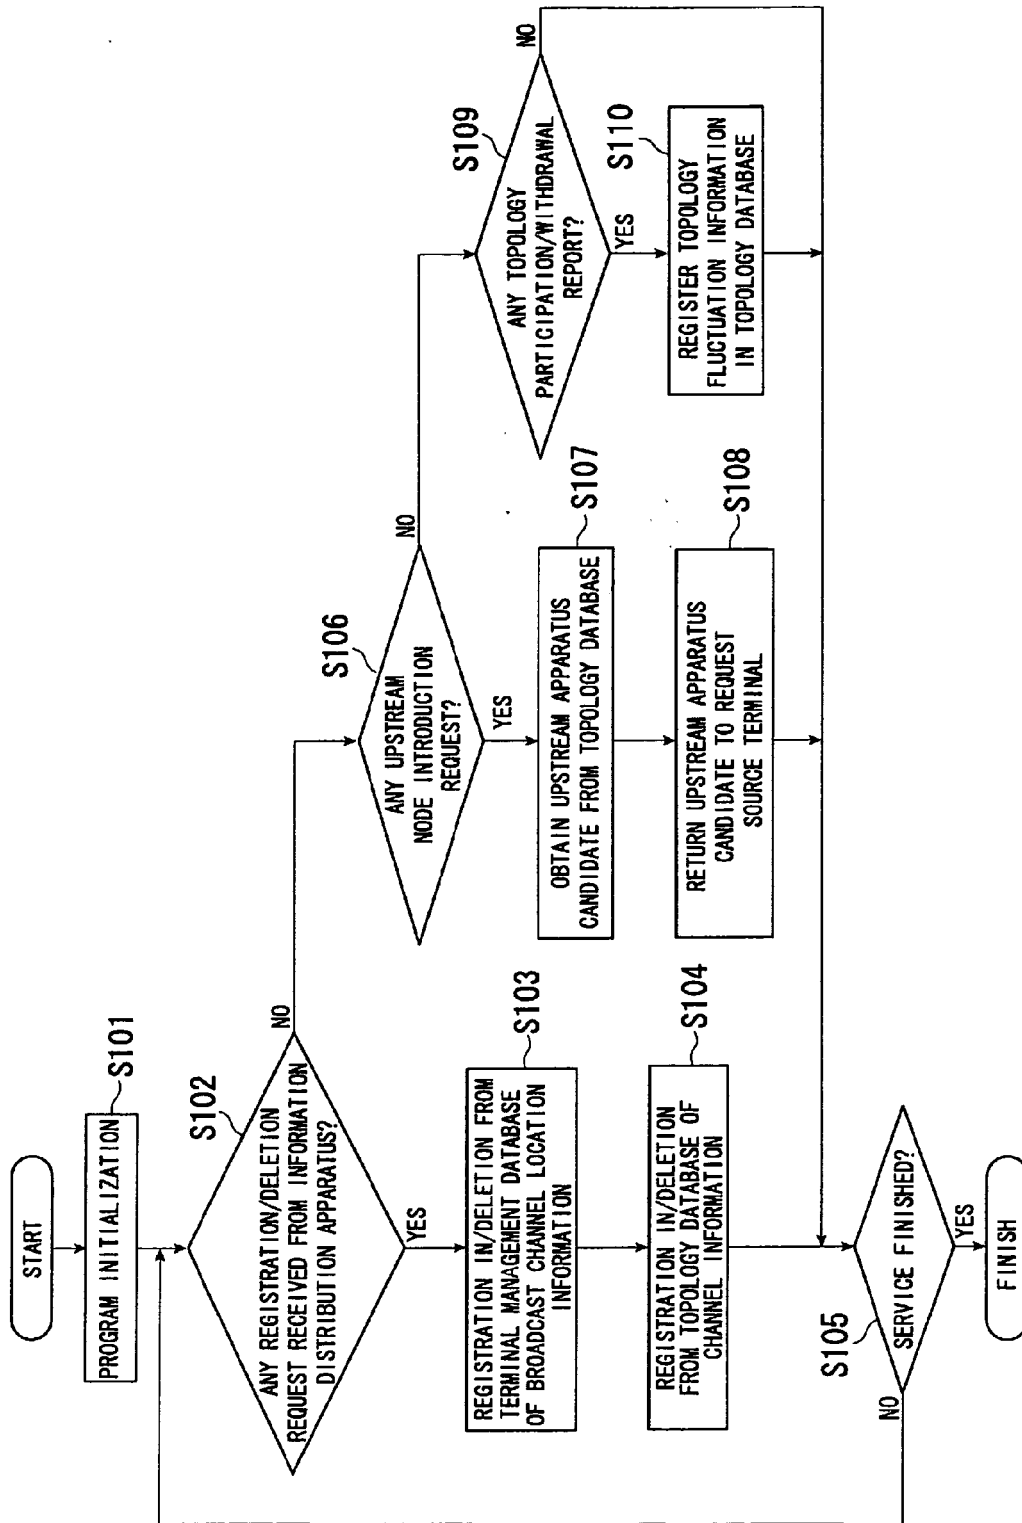 START
PROGRAM INITIALIZATION
S101
ANY REGISTRATION/DELETION
REQUEST RECEIVED FROM INFORMATION
DISTRIBUTION APPARATUS?
S102
NO
YES
REGISTRATION IN/DELETION FROM
TERMINAL MANAGEMENT DATABASE
OF BROADCAST CHANNEL LOCATION
INFORMATION
S103
REGISTRATION IN/DELETION
FROM TOPOLOGY DATABASE OF
CHANNEL INFORMATION
S104
SERVICE FINISHED?
S105
NO
YES
FINISH
ANY UPSTREAM
NODE INTRODUCTION
REQUEST?
S106
NO
YES
OBTAIN UPSTREAM APPARATUS
CANDIDATE FROM TOPOLOGY DATABASE
S107
RETURN UPSTREAM APPARATUS
CANDIDATE TO REQUEST
SOURCE TERMINAL
S108
ANY TOPOLOGY
PARTICIPATION/WITHDRAWAL
REPORT?
S109
NO
YES
REGISTER TOPOLOGY
FLUCTUATION INFORMATION
IN TOPOLOGY DATABASE
S110